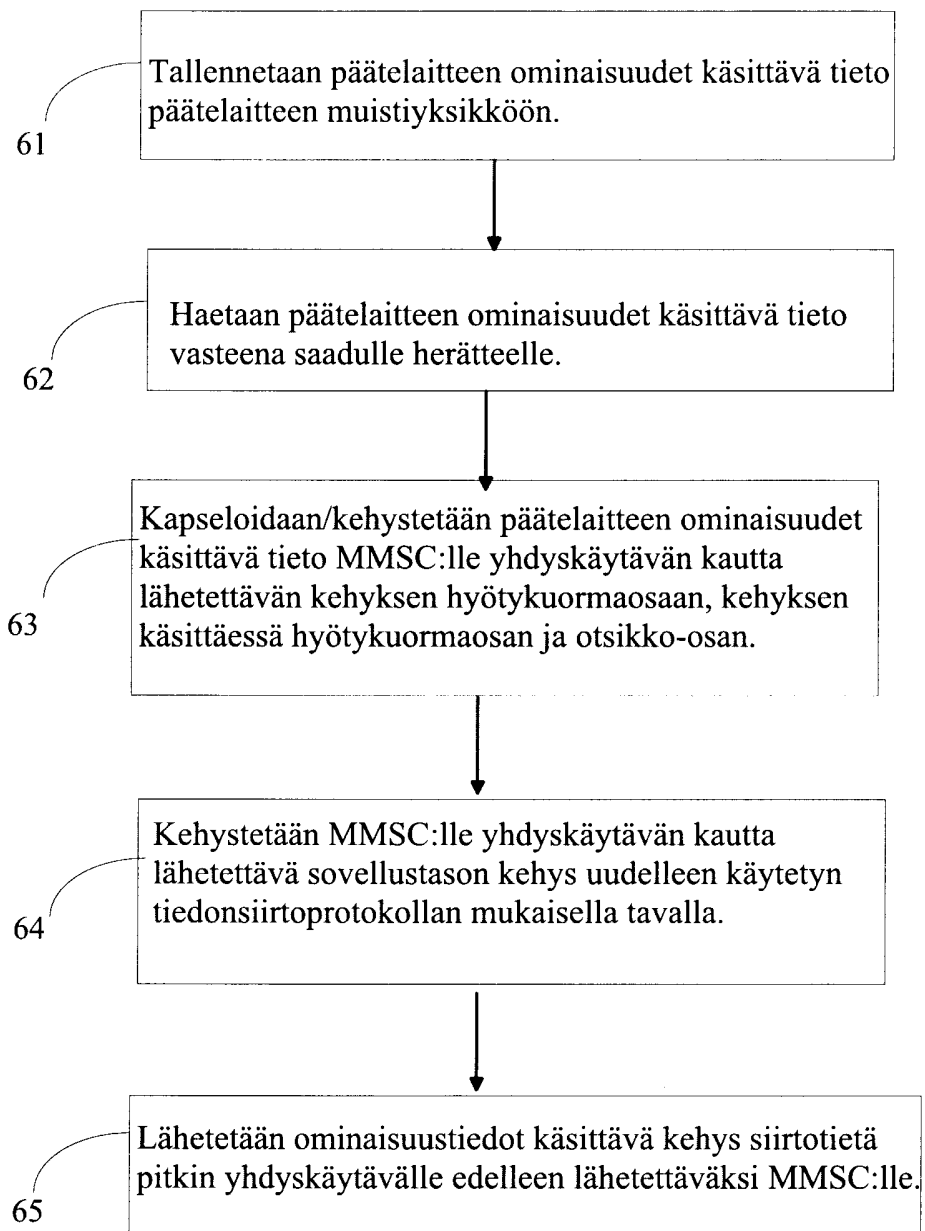 Tallennetaan päätelaitteen ominaisuudet käsittävä tieto
päätelaitteen muistiyksikköön.
61
Haetaan päätelaitteen ominaisuudet käsittävä tieto
vasteena saadulle herätteelle.
62
Kapseloidaan/kehystetään päätelaitteen ominaisuudet
käsittävä tieto MMSC:lle yhdyskäytävän kautta
lähetettävän kehyksen hyötykuormaosaan, kehyksen
käsittäessä hyötykuormaosan ja otsikko-osan.
63
Kehystetään MMSC:lle yhdyskäytävän kautta
lähetettävä sovellustason kehys uudelleen käytetyn
tiedonsiirtoprotokollan mukaisella tavalla.
64
Lähetetään ominaisuustiedot käsittävä kehys siirtotietä
pitkin yhdyskäytävälle edelleen lähetettäväksi MMSC:lle.
65